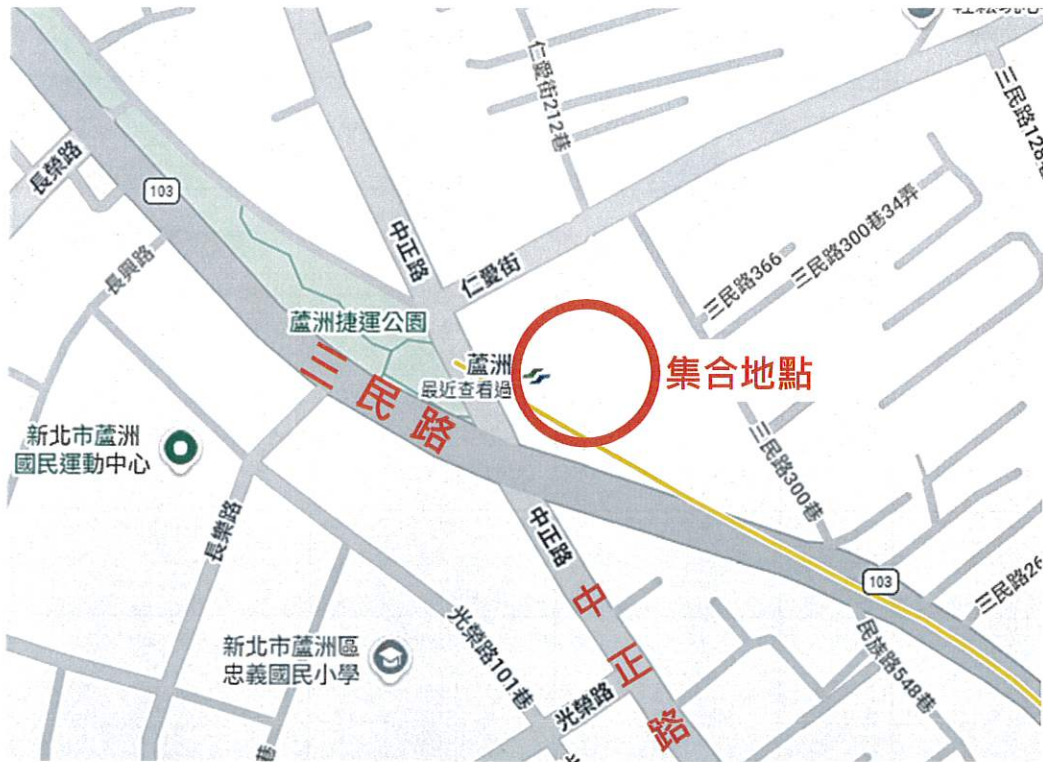 仁愛街212巷
三民路128巷
長榮路
103
中正路
仁愛街
三民路366
三民路300巷34弄
長興路
蘆洲捷運公園
蘆洲
最近查看過
集合地點
三民路
新北市蘆洲
國民運動中心
三民路300巷
長樂路
中正路
103
三民路26
中正路
光榮路101巷
新北市蘆洲區
忠義國民小學
光榮路
民族路548巷
巷